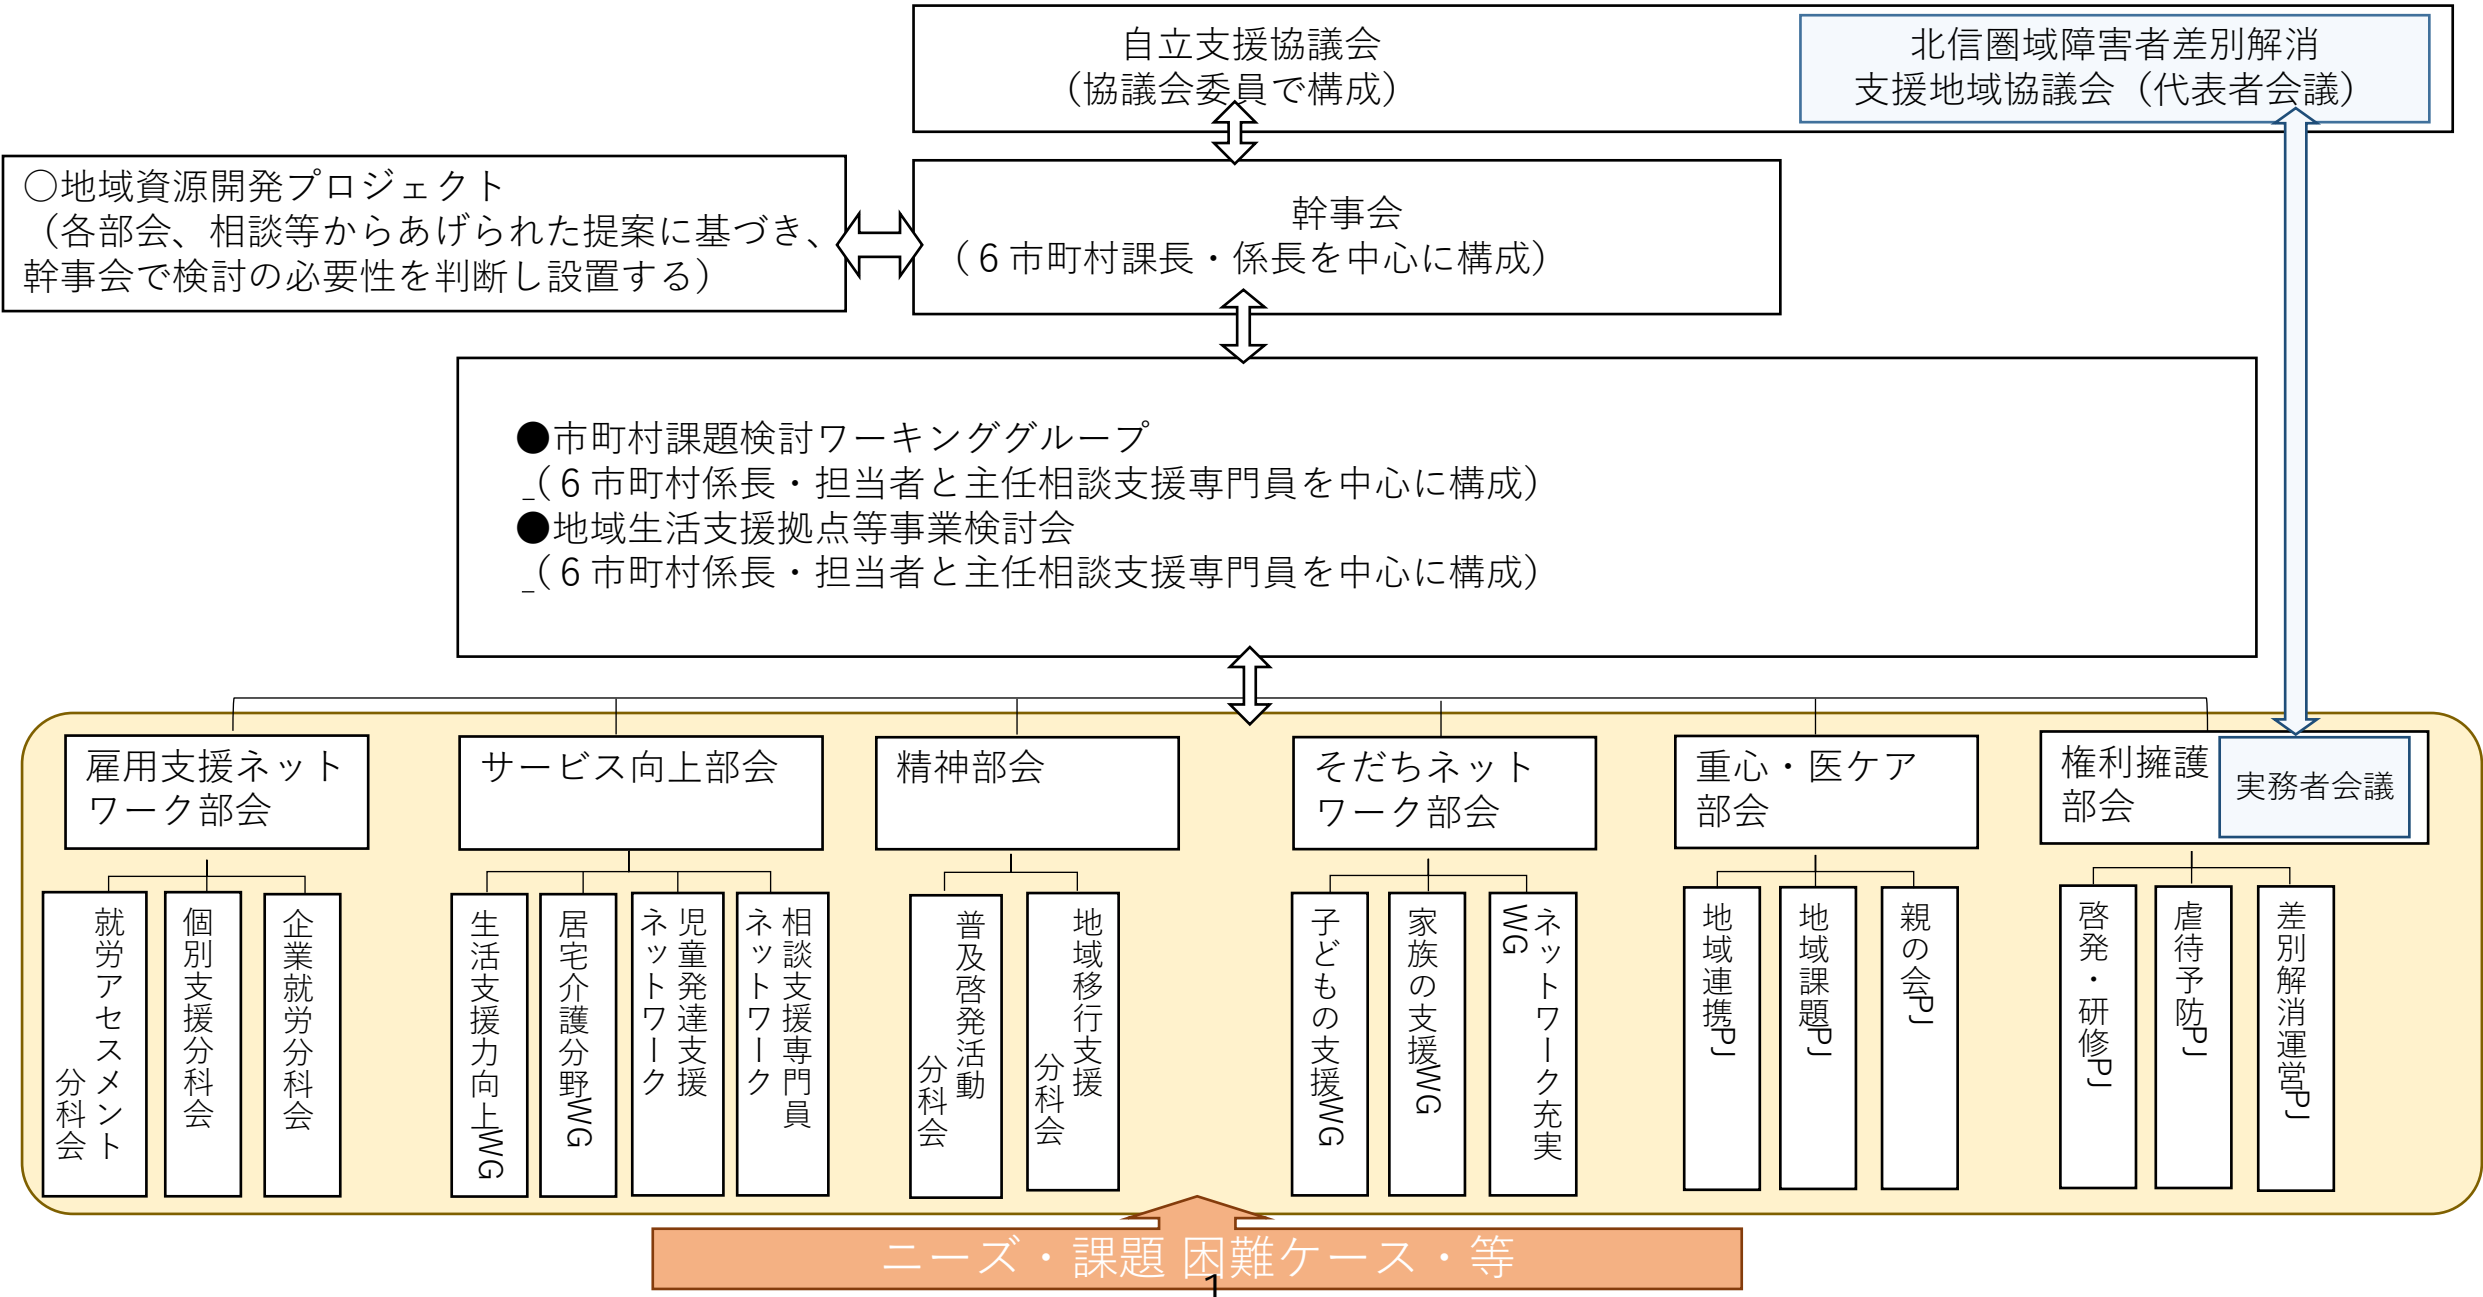 自立支援協議会
（協議会委員で構成）
北信圏域障害者差別解消
支援地域協議会（代表者会議）
○地域資源開発プロジェクト
（各部会、相談等からあげられた提案に基づき、
幹事会で検討の必要性を判断し設置する）
幹事会
（６市町村課長・係長を中心に構成）
●市町村課題検討ワーキンググループ
_（６市町村係長・担当者と主任相談支援専門員を中心に構成）
●地域生活支援拠点等事業検討会
_（６市町村係長・担当者と主任相談支援専門員を中心に構成）
雇用支援ネット
ワーク部会
サービス向上部会
精神部会
そだちネット
ワーク部会
重心・医ケア
部会
権利擁護
部会
実務者会議
就労アセスメント
分科会
個別支援分科会
企業就労分科会
生活支援力向上WG
居宅介護分野WG
児童発達支援
ネットワーク
相談支援専門員
ネットワーク
普及啓発活動
分科会
地域移行支援
分科会
子どもの支援WG
家族の支援WG
ネットワーク充実
WG
地域連携PJ
地域課題PJ
親の会PJ
啓発・研修PJ
虐待予防PJ
差別解消運営PJ
ニーズ・課題 困難ケース・等
1